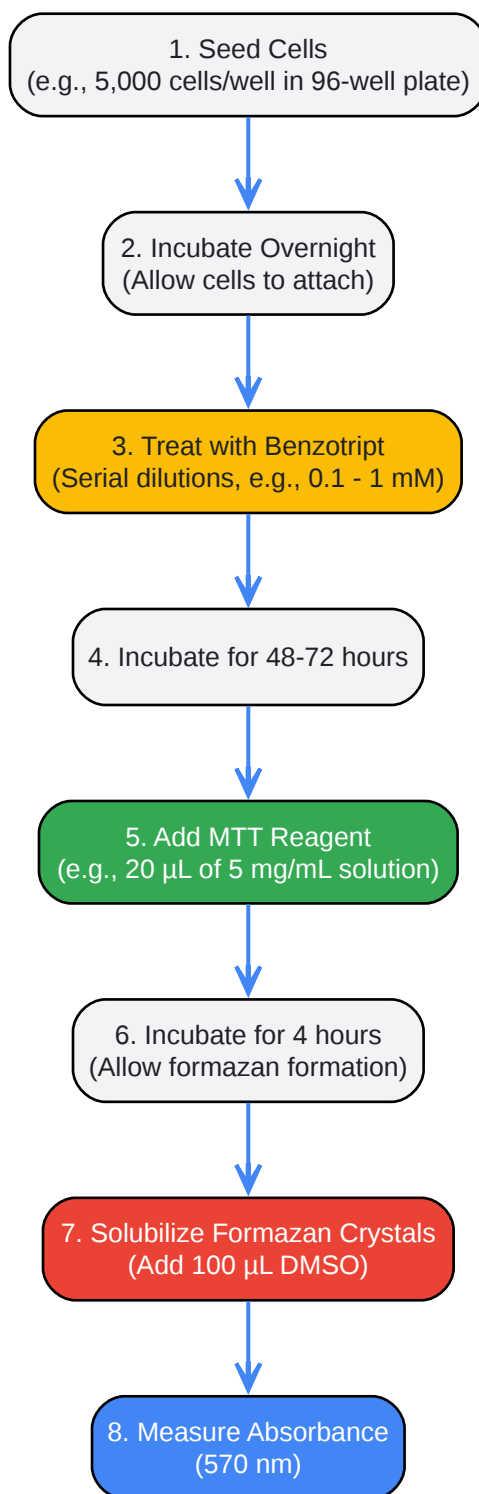 1. Seed Cells
(e.g., 5,000 cells/well in 96-well plate)
2. Incubate Overnight
(Allow cells to attach)
3. Treat with Benzotript
(Serial dilutions, e.g., 0.1 - 1 mM)
4. Incubate for 48-72 hours
5. Add MTT Reagent
(e.g., 20 µL of 5 mg/mL solution)
6. Incubate for 4 hours
(Allow formazan formation)
7. Solubilize Formazan Crystals
(Add 100 µL DMSO)
8. Measure Absorbance
(570 nm)